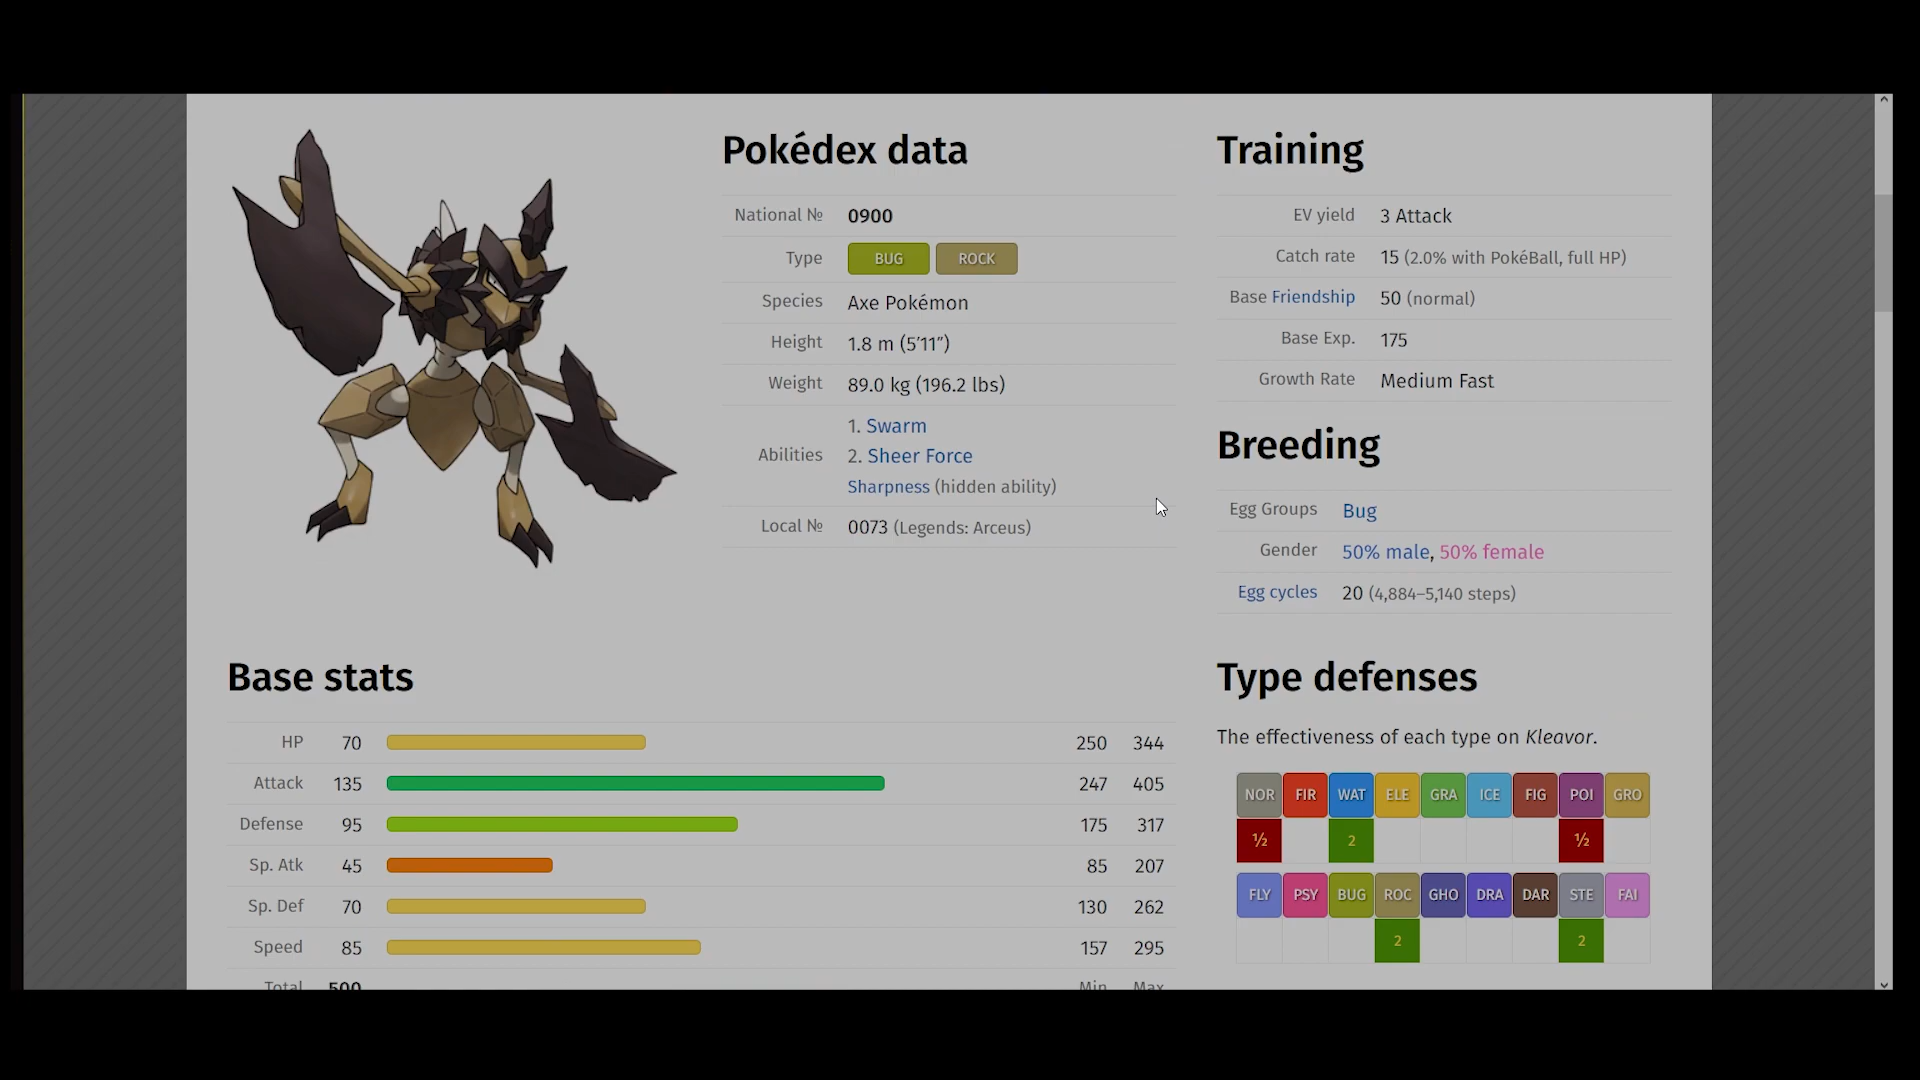 Pokédex data
National № 0900
Type BUG ROCK
Species Axe Pokémon
Height 1.8 m (5′11″)
Weight 89.0 kg (196.2 lbs)
Abilities
1. Swarm
2. Sheer Force
Sharpness (hidden ability)
Local № 0073 (Legends: Arceus)
Training
EV yield 3 Attack
Catch rate 15 (2.0% with PokéBall, full HP)
Base Friendship 50 (normal)
Base Exp. 175
Growth Rate Medium Fast
Breeding
Egg Groups Bug
Gender 50% male, 50% female
Egg cycles 20 (4,884–5,140 steps)
Base stats
HP 70 250 344
Attack 135 247 405
Defense 95 175 317
Sp. Atk 45 85 207
Sp. Def 70 130 262
Speed 85 157 295
Total 500 Min Max
Type defenses
The effectiveness of each type on Kleavor.
NOR FIR WAT ELE GRA ICE FIG POI GRO
½ 2 ½
FLY PSY BUG ROC GHO DRA DAR STE FAI
2 2